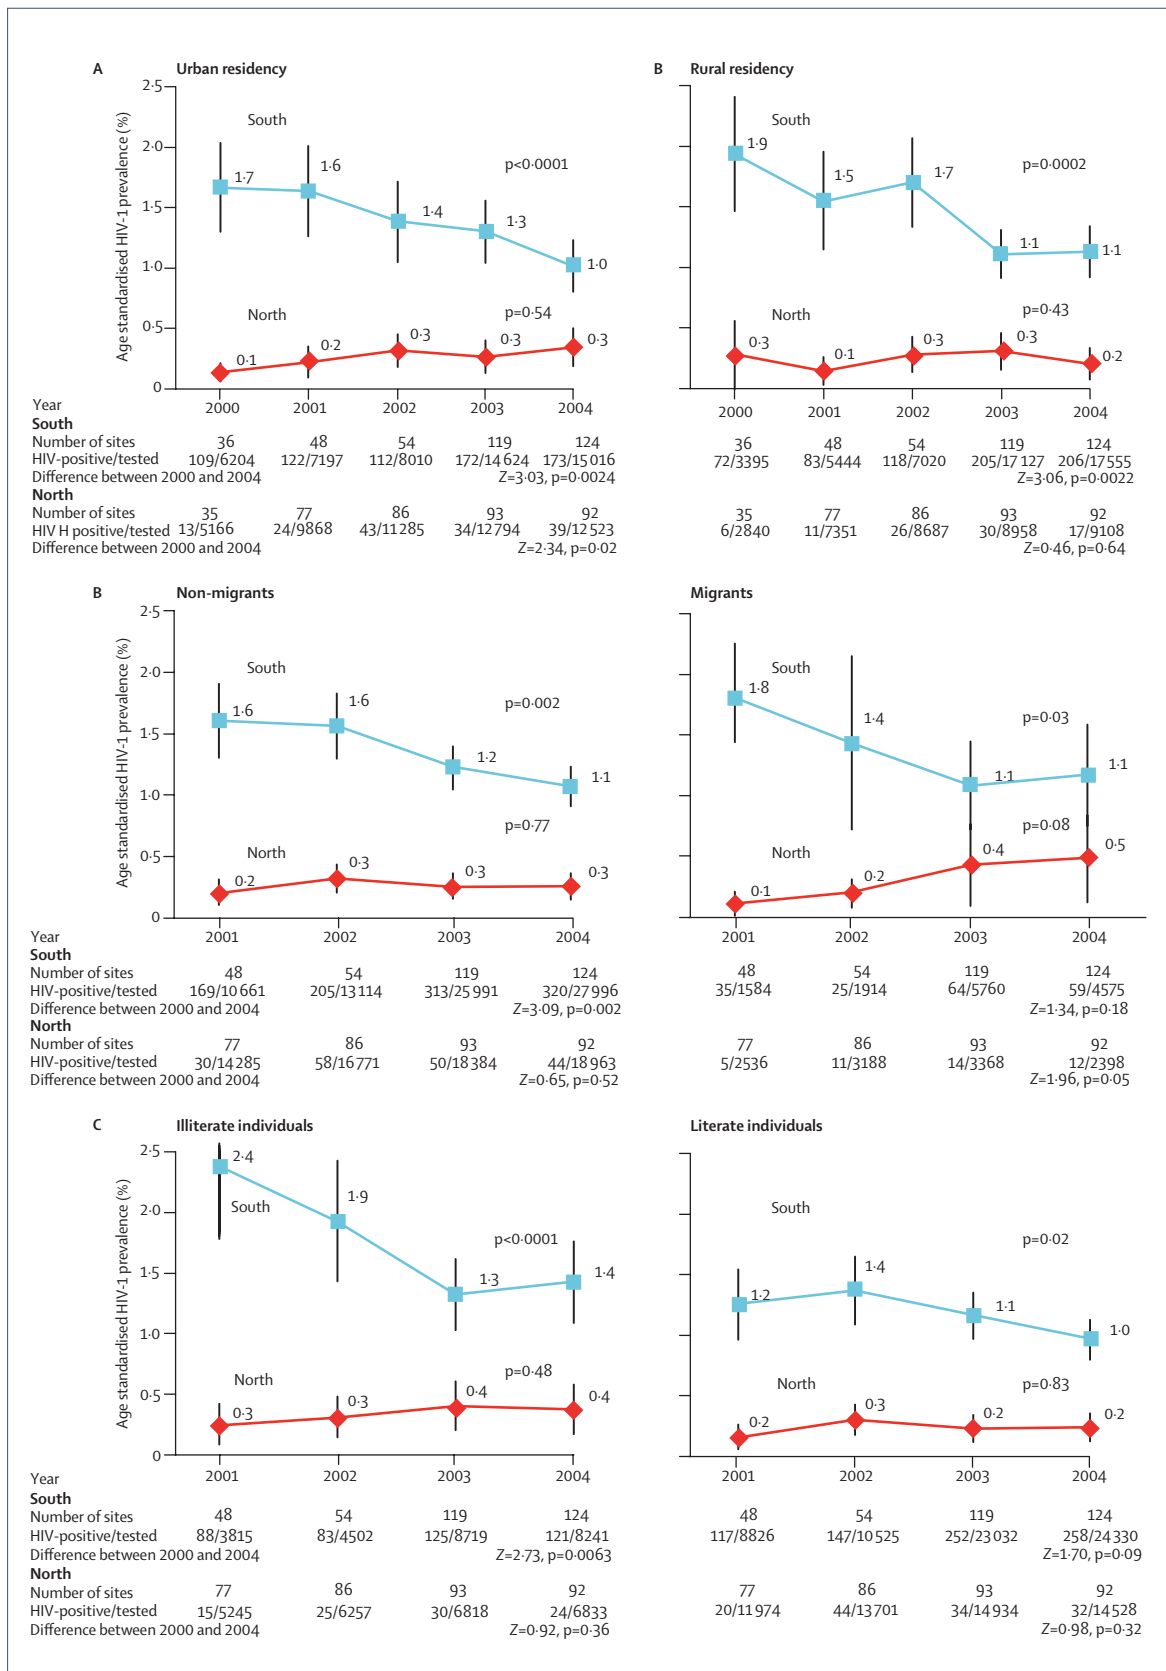 A Urban residency
B Rural residency
Age standardised HIV-1 prevalence (%)
2·5
2·0
1·5
1·0
0·5
0
South
1·7
1·6
1·4
1·3
1·0
p<0·0001
North
p=0·54
0·1
0·2
0·3
0·3
0·3
South
1·9
1·5
1·7
1·1
1·1
p=0·0002
North
p=0·43
0·3
0·1
0·3
0·3
0·2
Year 2000 2001 2002 2003 2004 2000 2001 2002 2003 2004
South
Number of sites 36 48 54 119 124 36 48 54 119 124
HIV-positive/tested 109/6204 122/7197 112/8010 172/14 624 173/15 016 72/3395 83/5444 118/7020 205/17 127 206/17 555
Difference between 2000 and 2004 Z=3·03, p=0·0024 Z=3·06, p=0·0022
North
Number of sites 35 77 86 93 92 35 77 86 93 92
HIV H positive/tested 13/5166 24/9868 43/11 285 34/12 794 39/12 523 6/2840 11/7351 26/8687 30/8958 17/9108
Difference between 2000 and 2004 Z=2·34, p=0·02 Z=0·46, p=0·64
B Non-migrants
Migrants
Age standardised HIV-1 prevalence (%)
2·5
2·0
1·5
1·0
0·5
0
South
1·6
1·6
1·2
1·1
p=0·002
p=0·77
North
0·2
0·3
0·3
0·3
South
1·8
1·4
1·1
1·1
p=0·03
p=0·08
North
0·1
0·2
0·4
0·5
Year 2001 2002 2003 2004 2001 2002 2003 2004
South
Number of sites 48 54 119 124 48 54 119 124
HIV-positive/tested 169/10 661 205/13 114 313/25 991 320/27 996 35/1584 25/1914 64/5760 59/4575
Difference between 2000 and 2004 Z=3·09, p=0·002 Z=1·34, p=0·18
North
Number of sites 77 86 93 92 77 86 93 92
HIV-positive/tested 30/14 285 58/16 771 50/18 384 44/18 963 5/2536 11/3188 14/3368 12/2398
Difference between 2000 and 2004 Z=0·65, p=0·52 Z=1·96, p=0·05
C Illiterate individuals
Literate individuals
Age standardised HIV-1 prevalence (%)
2·5
2·0
1·5
1·0
0·5
0
2·4
South
1·9
1·3
1·4
p<0·0001
North
p=0·48
0·3
0·3
0·4
0·4
South
1·2
1·4
1·1
1·0
p=0·02
North
p=0·83
0·2
0·3
0·2
0·2
Year 2001 2002 2003 2004 2001 2002 2003 2004
South
Number of sites 48 54 119 124 48 54 119 124
HIV-positive/tested 88/3815 83/4502 125/8719 121/8241 117/8826 147/10 525 252/23 032 258/24 330
Difference between 2000 and 2004 Z=2·73, p=0·0063 Z=1·70, p=0·09
North
Number of sites 77 86 93 92 77 86 93 92
HIV-positive/tested 15/5245 25/6257 30/6818 24/6833 20/11 974 44/13 701 34/14 934 32/14 528
Difference between 2000 and 2004 Z=0·92, p=0·36 Z=0·98, p=0·32